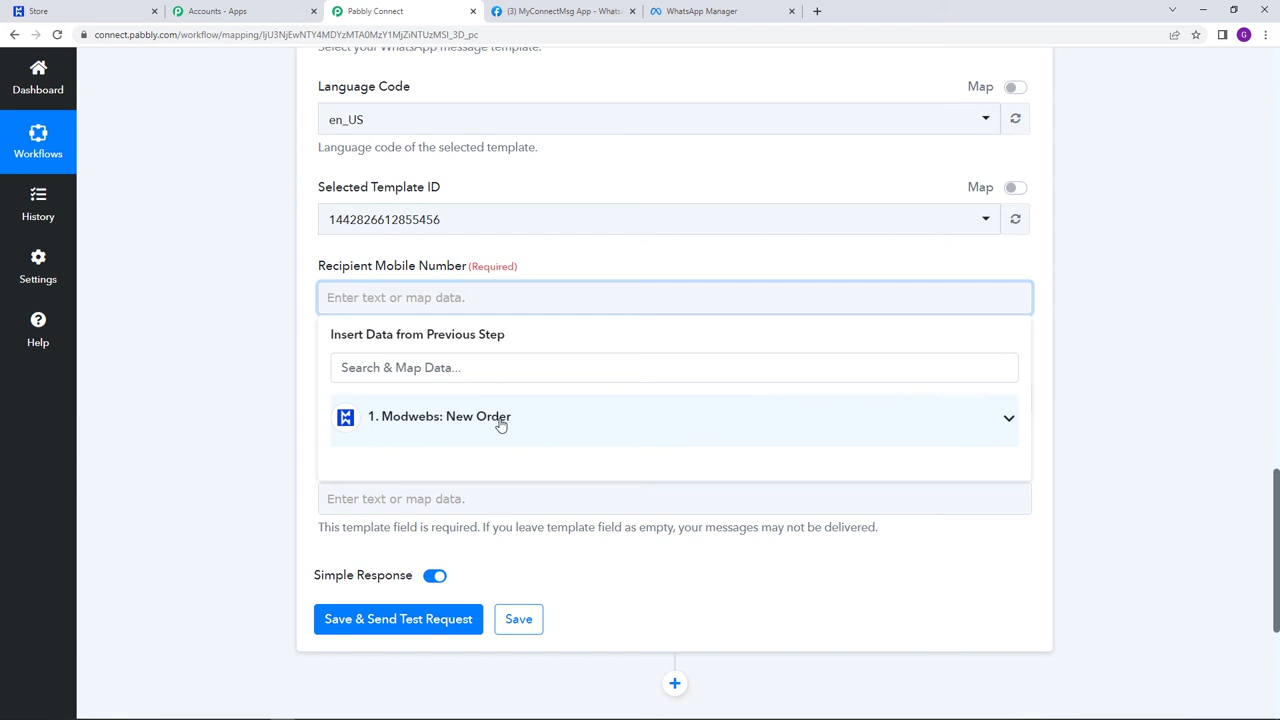 Store
Accounts - Apps
Pabbly Connect
(3) MyConnectMsg App - Whats
WhatsApp Manager
connect.pabbly.com/workflow/mapping/IjU3NjEwNTY4MDYzMTA0MzY1MjZiNTUzMSI_3D_pc
G
Select your WhatsApp message template.
Dashboard
Workflows
History
Settings
Help
Language Code
Map
en_US
Language code of the selected template.
Selected Template ID
Map
1442826612855456
Recipient Mobile Number (Required)
Enter text or map data.
Insert Data from Previous Step
Search & Map Data...
1. Modwebs: New Order
Enter text or map data.
This template field is required. If you leave template field as empty, your messages may not be delivered.
Simple Response
Save & Send Test Request
Save